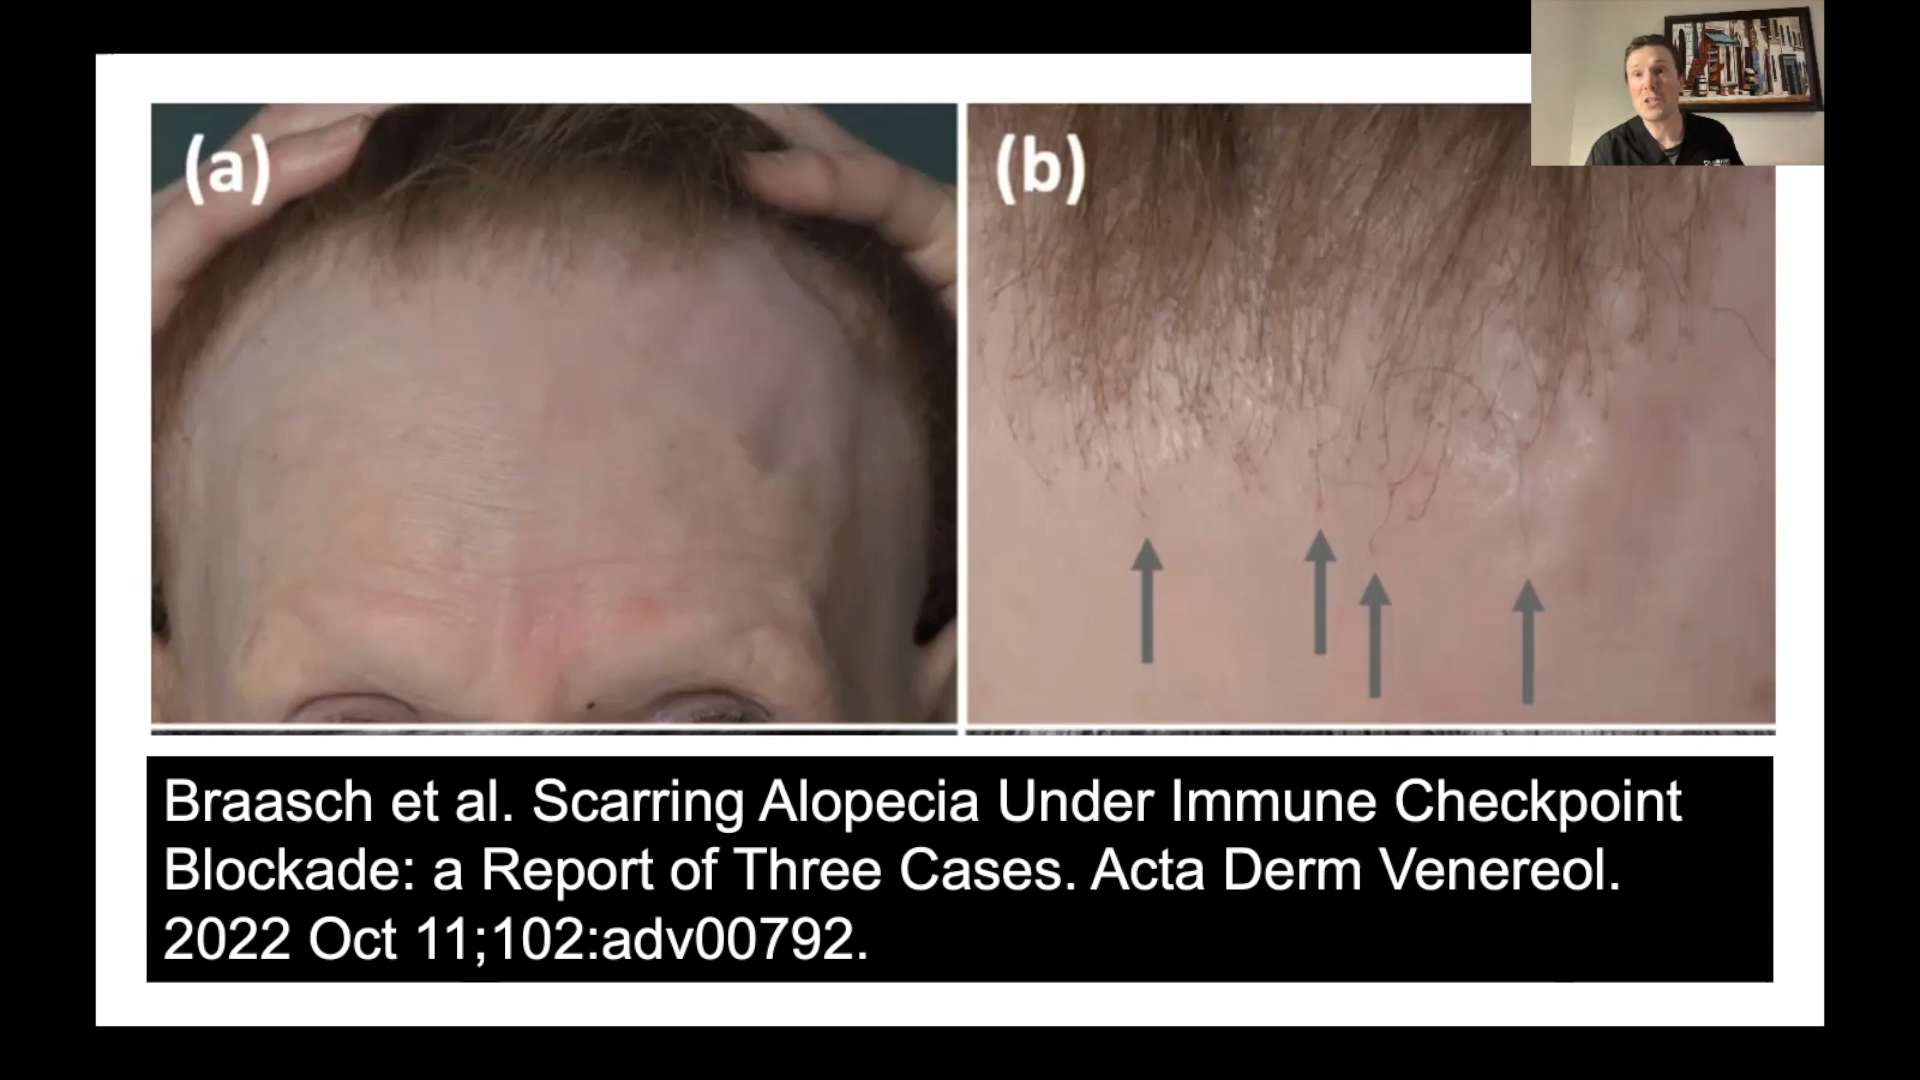 (a)
(b)
Braasch et al. Scarring Alopecia Under Immune Checkpoint
Blockade: a Report of Three Cases. Acta Derm Venereol.
2022 Oct 11;102:adv00792.